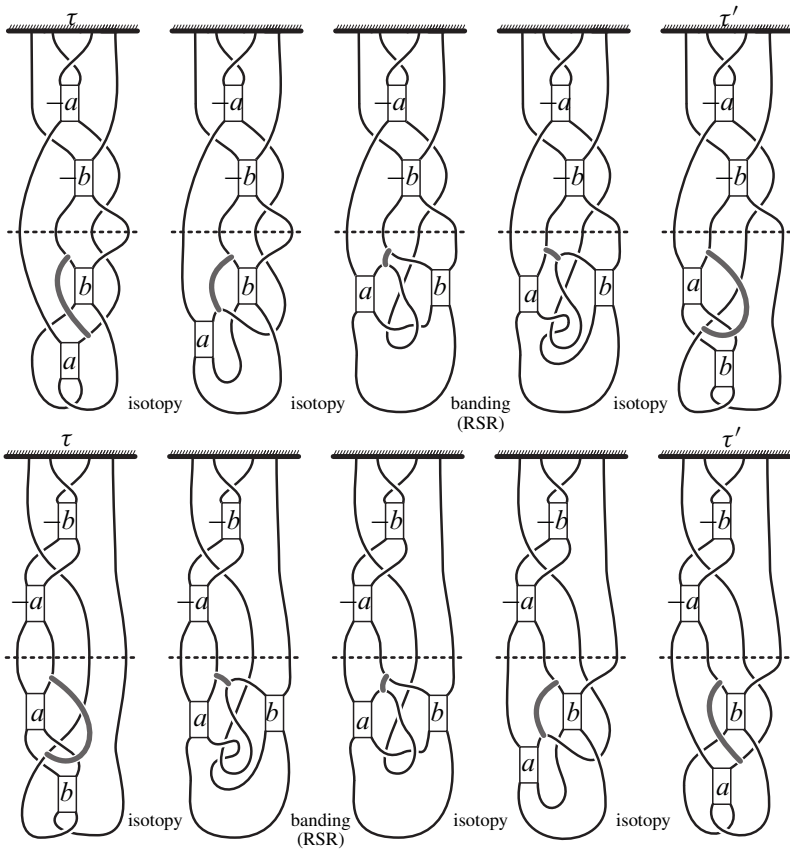 τ τ′
−a −a −a −a −a
−b −b −b −b −b
b b a b a b a
a a b
isotopy isotopy banding isotopy
(RSR)
τ τ′
−b −b −b −b −b
−a −a −a −a −a
a a b a b b b
b a a
isotopy banding isotopy isotopy
(RSR)